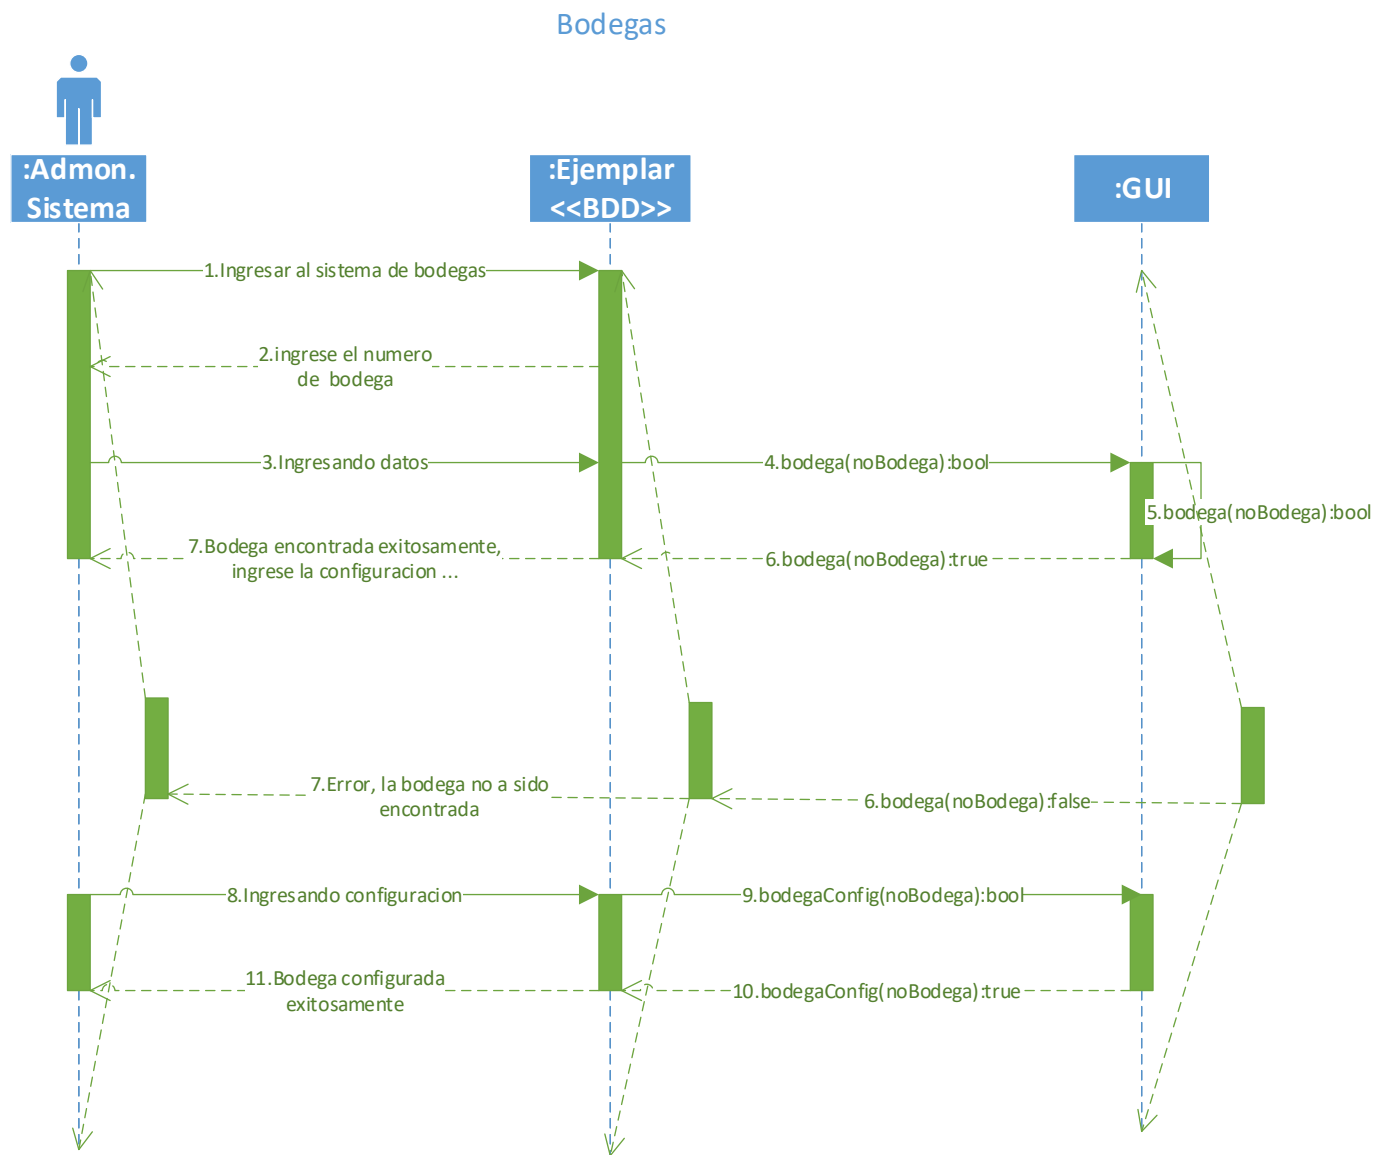 Bodegas
:Admon.
Sistema
:Ejemplar
<<BDD>>
:GUI
1.Ingresar al sistema de bodegas
2.ingrese el numero
de bodega
3.Ingresando datos
4.bodega(noBodega):bool
5.bodega(noBodega):bool
7.Bodega encontrada exitosamente,
ingrese la configuracion ...
6.bodega(noBodega):true
7.Error, la bodega no a sido
encontrada
6.bodega(noBodega):false
8.Ingresando configuracion
9.bodegaConfig(noBodega):bool
11.Bodega configurada
exitosamente
10.bodegaConfig(noBodega):true